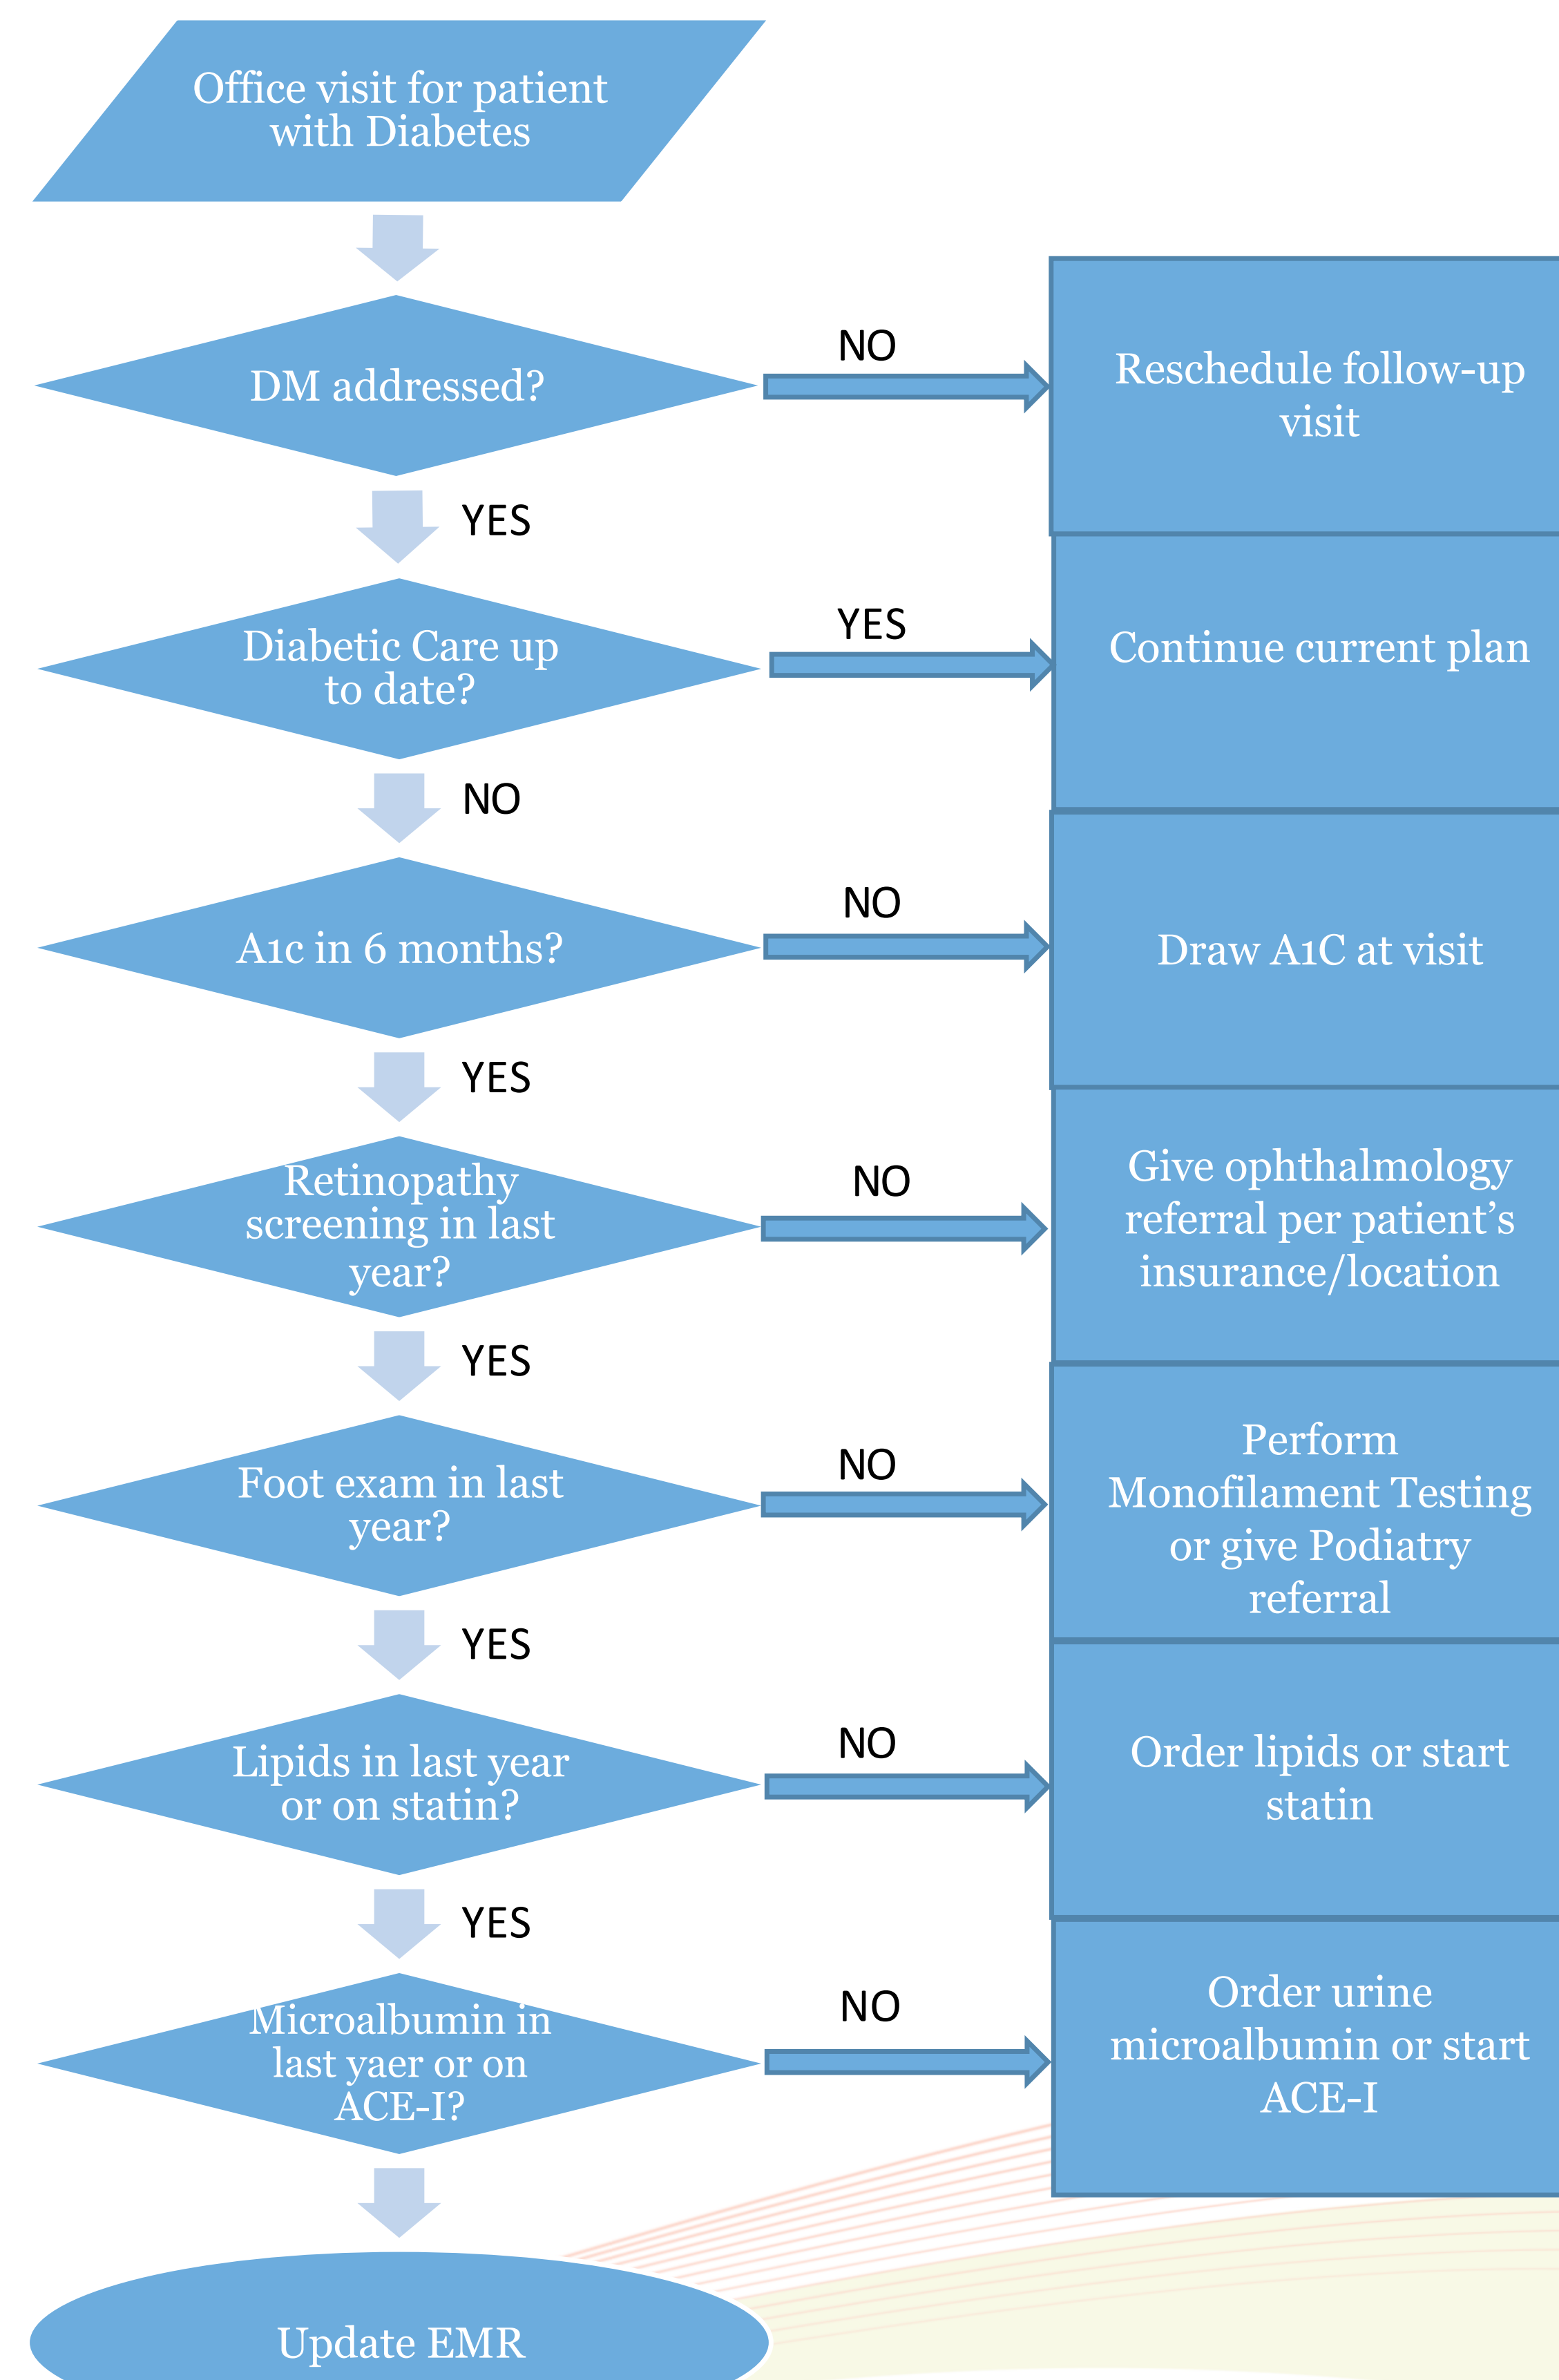 Office visit for patient
with Diabetes
DM addressed?
NO
Reschedule follow-up
visit
YES
Diabetic Care up
to date?
YES
Continue current plan
NO
A1c in 6 months?
NO
Draw A1C at visit
YES
Retinopathy
screening in last
year?
NO
Give ophthalmology
referral per patient’s
insurance/location
YES
Foot exam in last
year?
NO
Perform
Monofilament Testing
or give Podiatry
referral
YES
Lipids in last year
or on statin?
NO
Order lipids or start
statin
YES
Microalbumin in
last yaer or on
ACE-I?
NO
Order urine
microalbumin or start
ACE-I
Update EMR